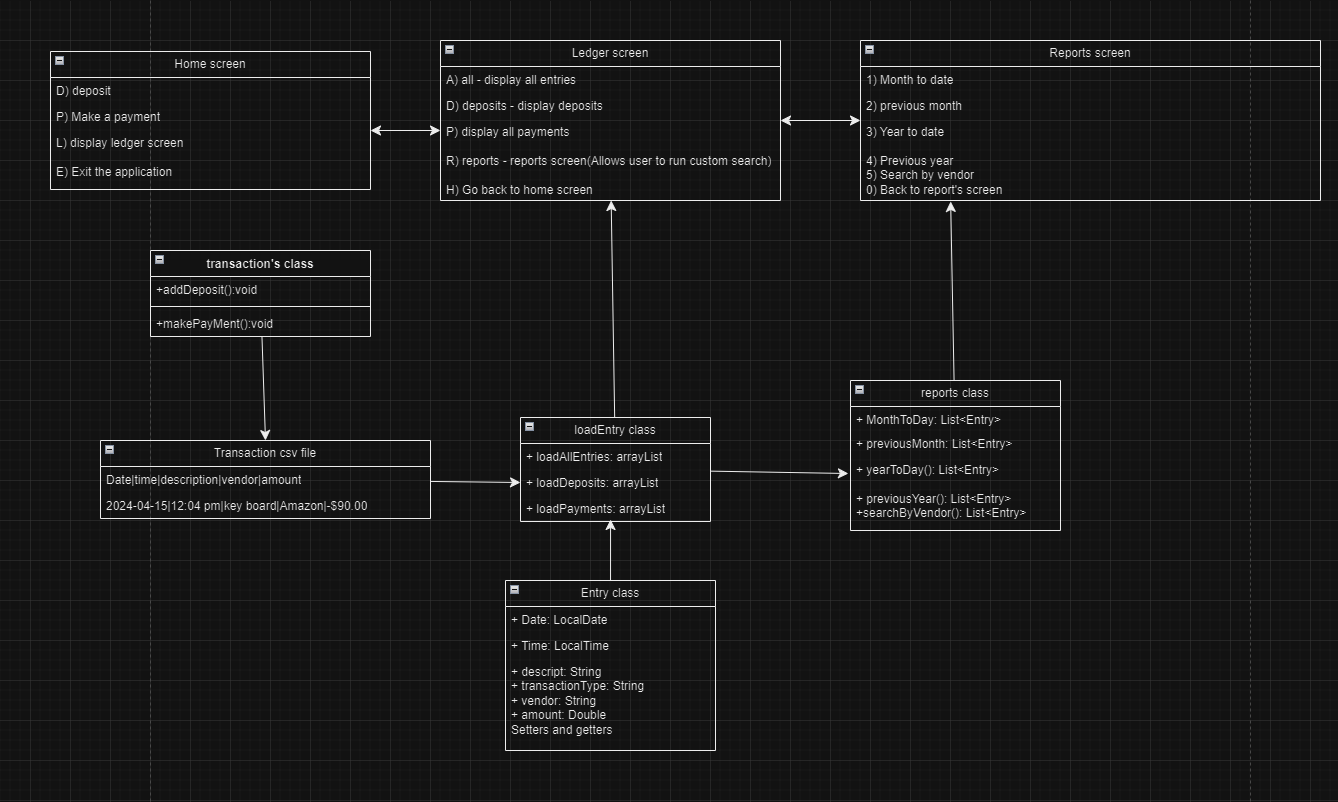 Home screen
D) deposit
P) Make a payment
L) display ledger screen
E) Exit the application
Ledger screen
A) all - display all entries
D) deposits - display deposits
P) display all payments
R) reports - reports screen(Allows user to run custom search)
H) Go back to home screen
Reports screen
1) Month to date
2) previous month
3) Year to date
4) Previous year
5) Search by vendor
0) Back to report's screen
transaction's class
+addDeposit():void
+makePayMent():void
Transaction csv file
Date|time|description|vendor|amount
2024-04-15|12:04 pm|key board|Amazon|-$90.00
loadEntry class
+ loadAllEntries: arrayList
+ loadDeposits: arrayList
+ loadPayments: arrayList
reports class
+ MonthToDay: List<Entry>
+ previousMonth: List<Entry>
+ yearToDay(): List<Entry>
+ previousYear(): List<Entry>
+searchByVendor(): List<Entry>
Entry class
+ Date: LocalDate
+ Time: LocalTime
+ descript: String
+ transactionType: String
+ vendor: String
+ amount: Double
Setters and getters